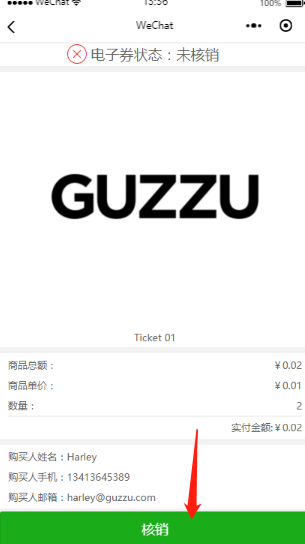 WeChat 15:56 100%
WeChat
电子券状态：未核销
GUZZU
Ticket 01
商品总额： ￥0.02
商品单价： ￥0.01
数量： 2
实付金额:￥0.02
购买人姓名：Harley
购买人手机：13413645389
购买人邮箱：harley@guzzu.com
核销